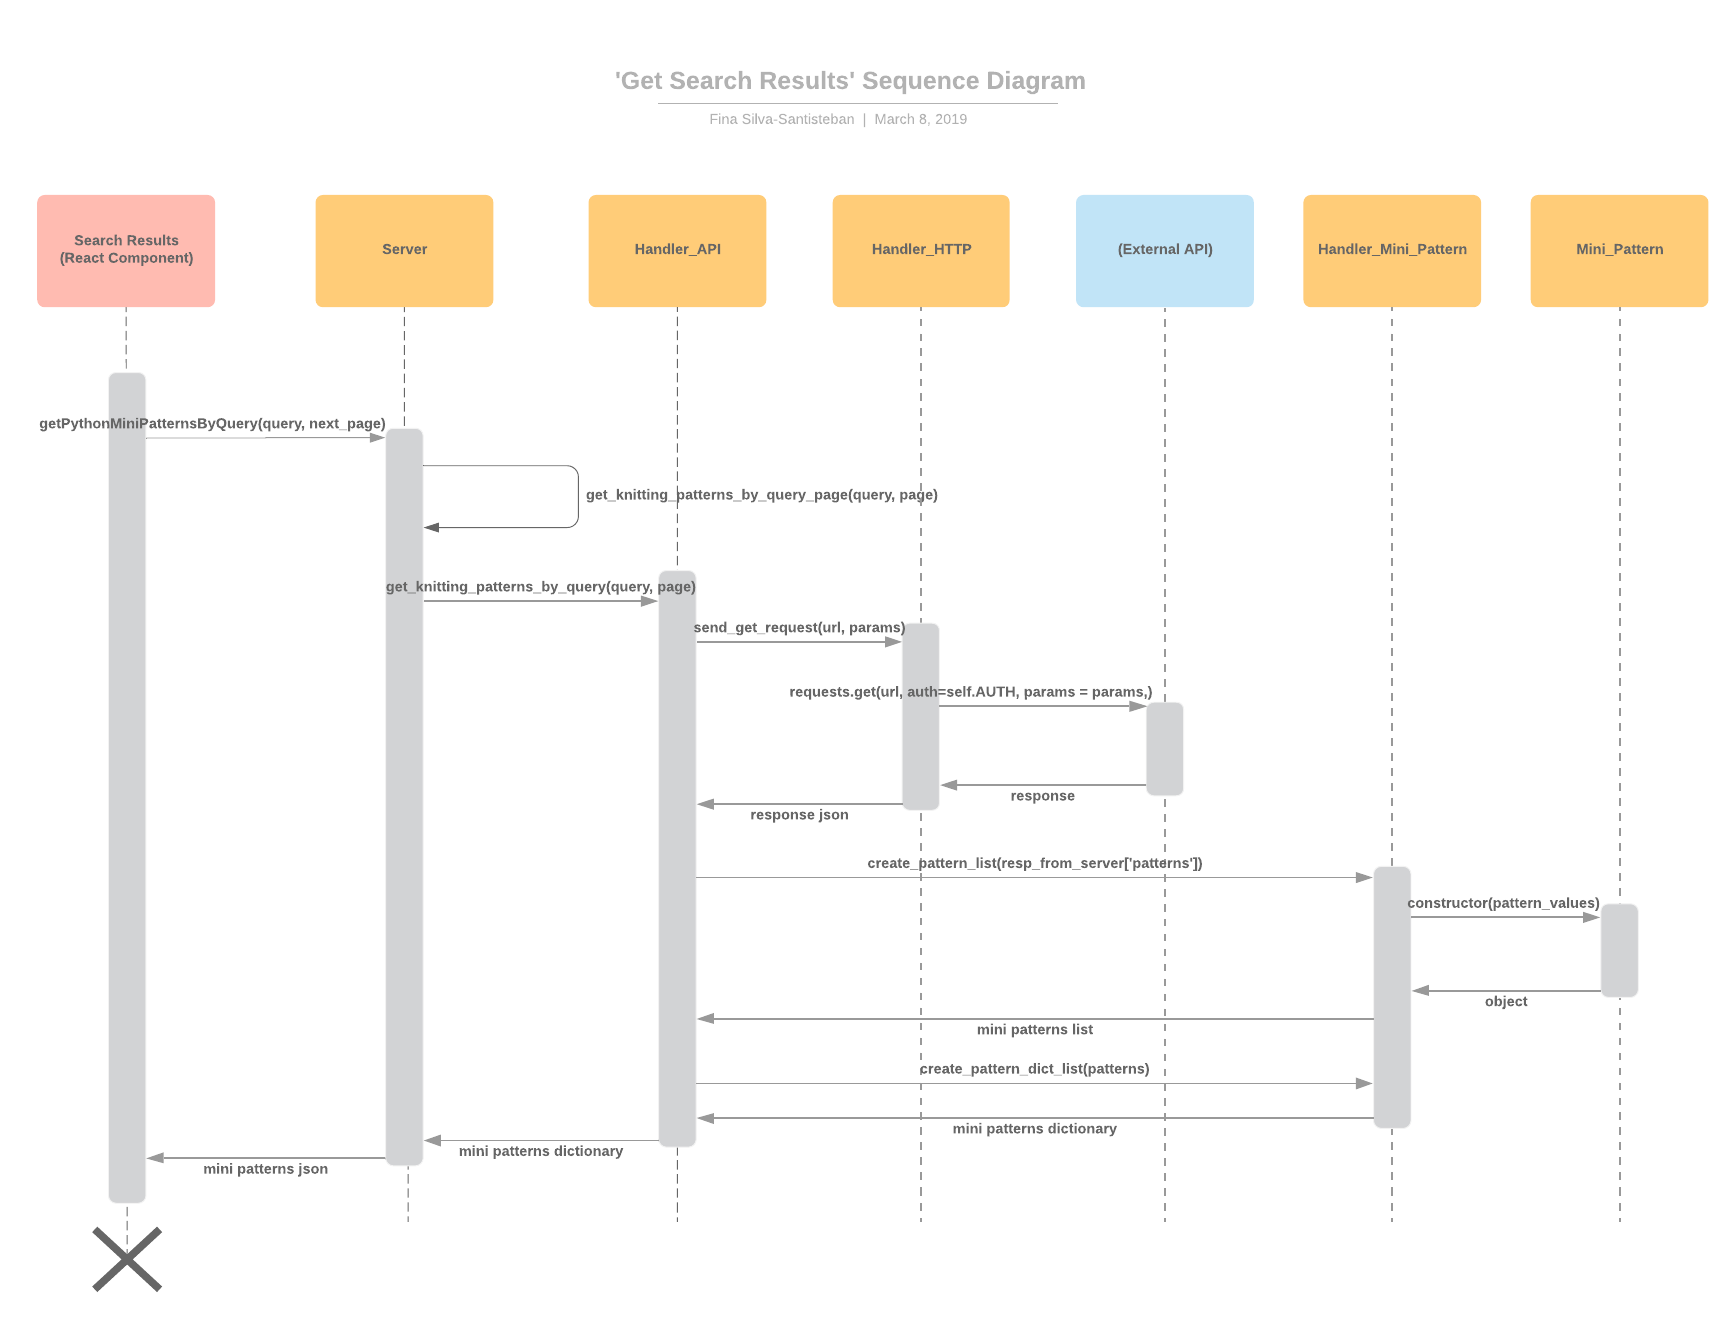 'Get Search Results' Sequence Diagram
Fina Silva-Santisteban | March 8, 2019
Search Results
(React Component)
Server
Handler_API
Handler_HTTP
(External API)
Handler_Mini_Pattern
Mini_Pattern
getPythonMiniPatternsByQuery(query, next_page)
get_knitting_patterns_by_query_page(query, page)
get_knitting_patterns_by_query(query, page)
send_get_request(url, params)
requests.get(url, auth=self.AUTH, params = params,)
response
response json
create_pattern_list(resp_from_server['patterns'])
constructor(pattern_values)
object
mini patterns list
create_pattern_dict_list(patterns)
mini patterns dictionary
mini patterns dictionary
mini patterns json